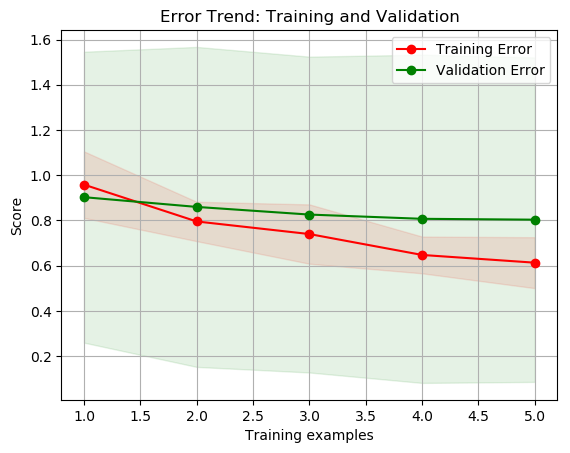 Error Trend: Training and Validation
Training Error
Validation Error
Score
1.6
1.4
1.2
1.0
0.8
0.6
0.4
0.2
1.0 1.5 2.0 2.5 3.0 3.5 4.0 4.5 5.0
Training examples